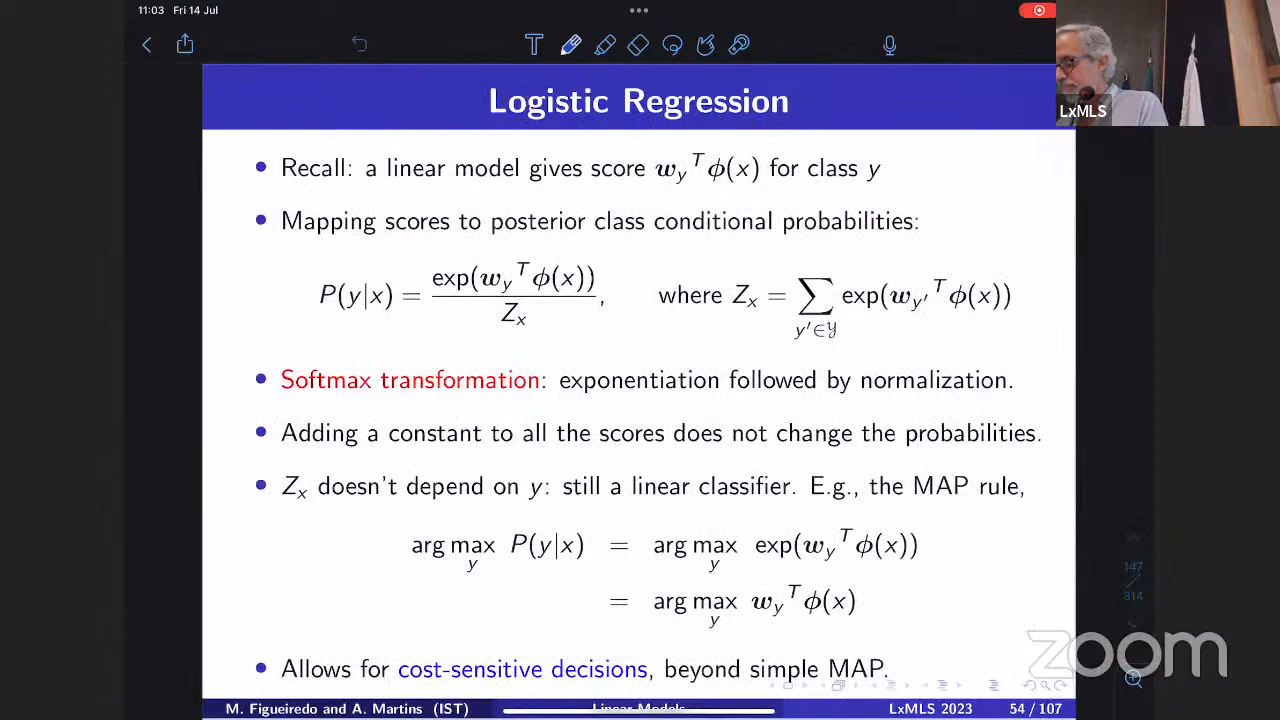 11:03 Fri 14 Jul
Logistic Regression
LxMLS
• Recall: a linear model gives score w_y^T ϕ(x) for class y
• Mapping scores to posterior class conditional probabilities:
P(y|x) = exp(w_y^T ϕ(x)) / Z_x, where Z_x = ∑_{y′∈𝒴} exp(w_{y′}^T ϕ(x))
• Softmax transformation: exponentiation followed by normalization.
• Adding a constant to all the scores does not change the probabilities.
• Z_x doesn't depend on y: still a linear classifier. E.g., the MAP rule,
arg max_y P(y|x) = arg max_y exp(w_y^T ϕ(x))
= arg max_y w_y^T ϕ(x)
147
314
• Allows for cost-sensitive decisions, beyond simple MAP.
zoom
M. Figueiredo and A. Martins (IST) Linear Models LxMLS 2023 54 / 107